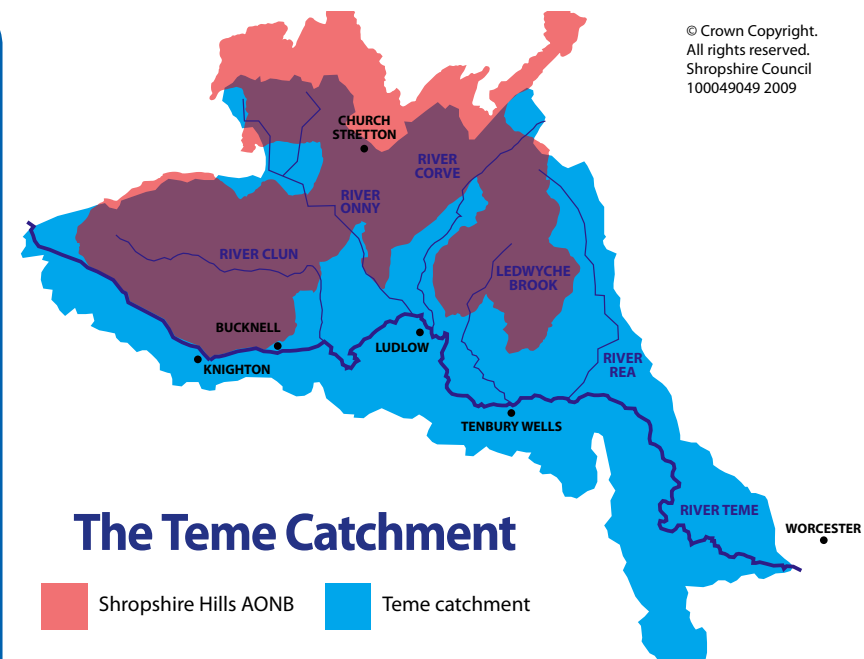 © Crown Copyright.
All rights reserved.
Shropshire Council
100049049 2009
CHURCH
STRETTON
RIVER
CORVE
RIVER
ONNY
RIVER CLUN
LEDWYCHE
BROOK
BUCKNELL
LUDLOW
KNIGHTON
RIVER
REA
TENBURY WELLS
RIVER TEME
WORCESTER
The Teme Catchment
Shropshire Hills AONB
Teme catchment